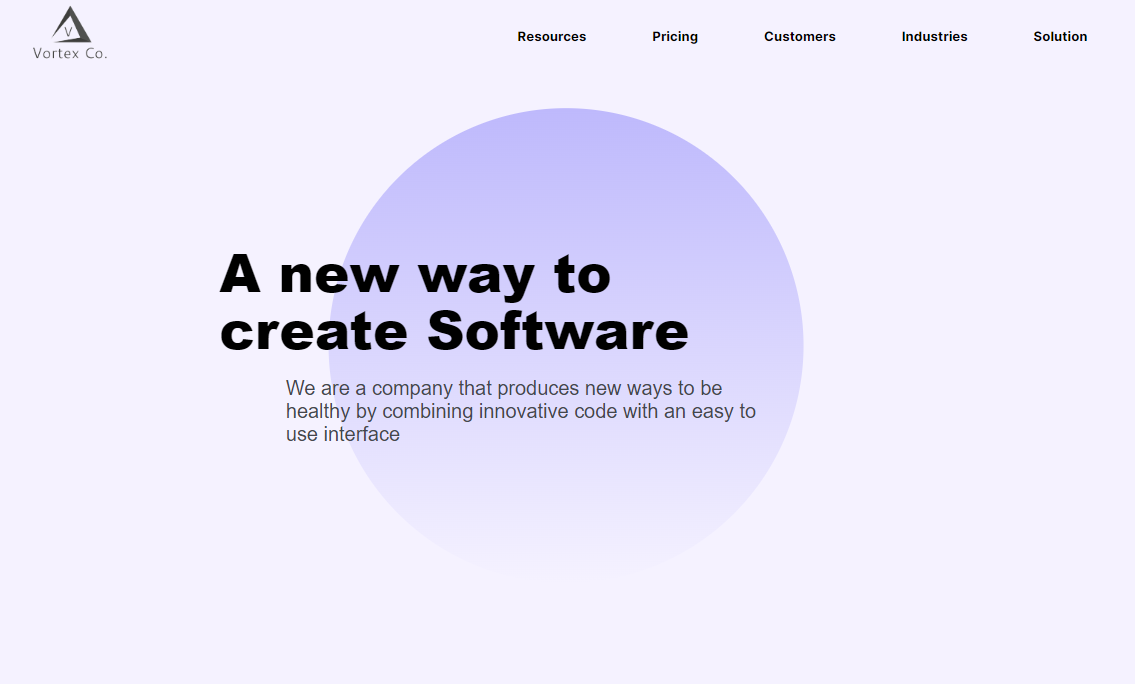 V
Vortex Co.
Resources Pricing Customers Industries Solution
A new way to
create Software
We are a company that produces new ways to be
healthy by combining innovative code with an easy to
use interface